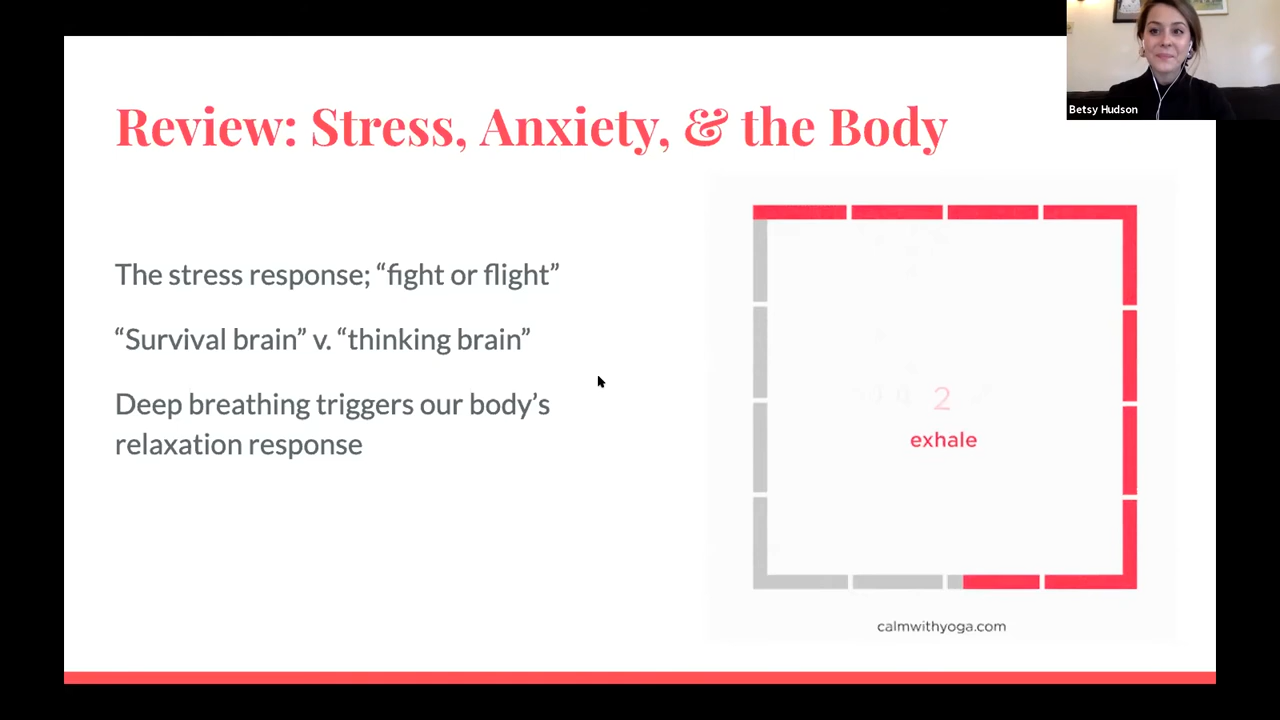 Betsy Hudson
Review: Stress, Anxiety, & the Body
The stress response; “fight or flight”
“Survival brain” v. “thinking brain”
Deep breathing triggers our body’s
relaxation response
2
exhale
calmwithyoga.com